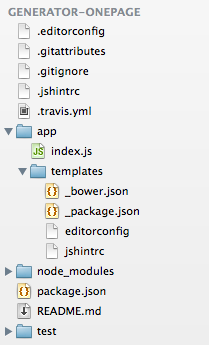 GENERATOR-ONEPAGE
.editorconfig
.gitattributes
.gitignore
.jshintrc
.travis.yml
app
JS index.js
templates
{} _bower.json
{} _package.json
editorconfig
jshintrc
node_modules
{} package.json
README.md
test